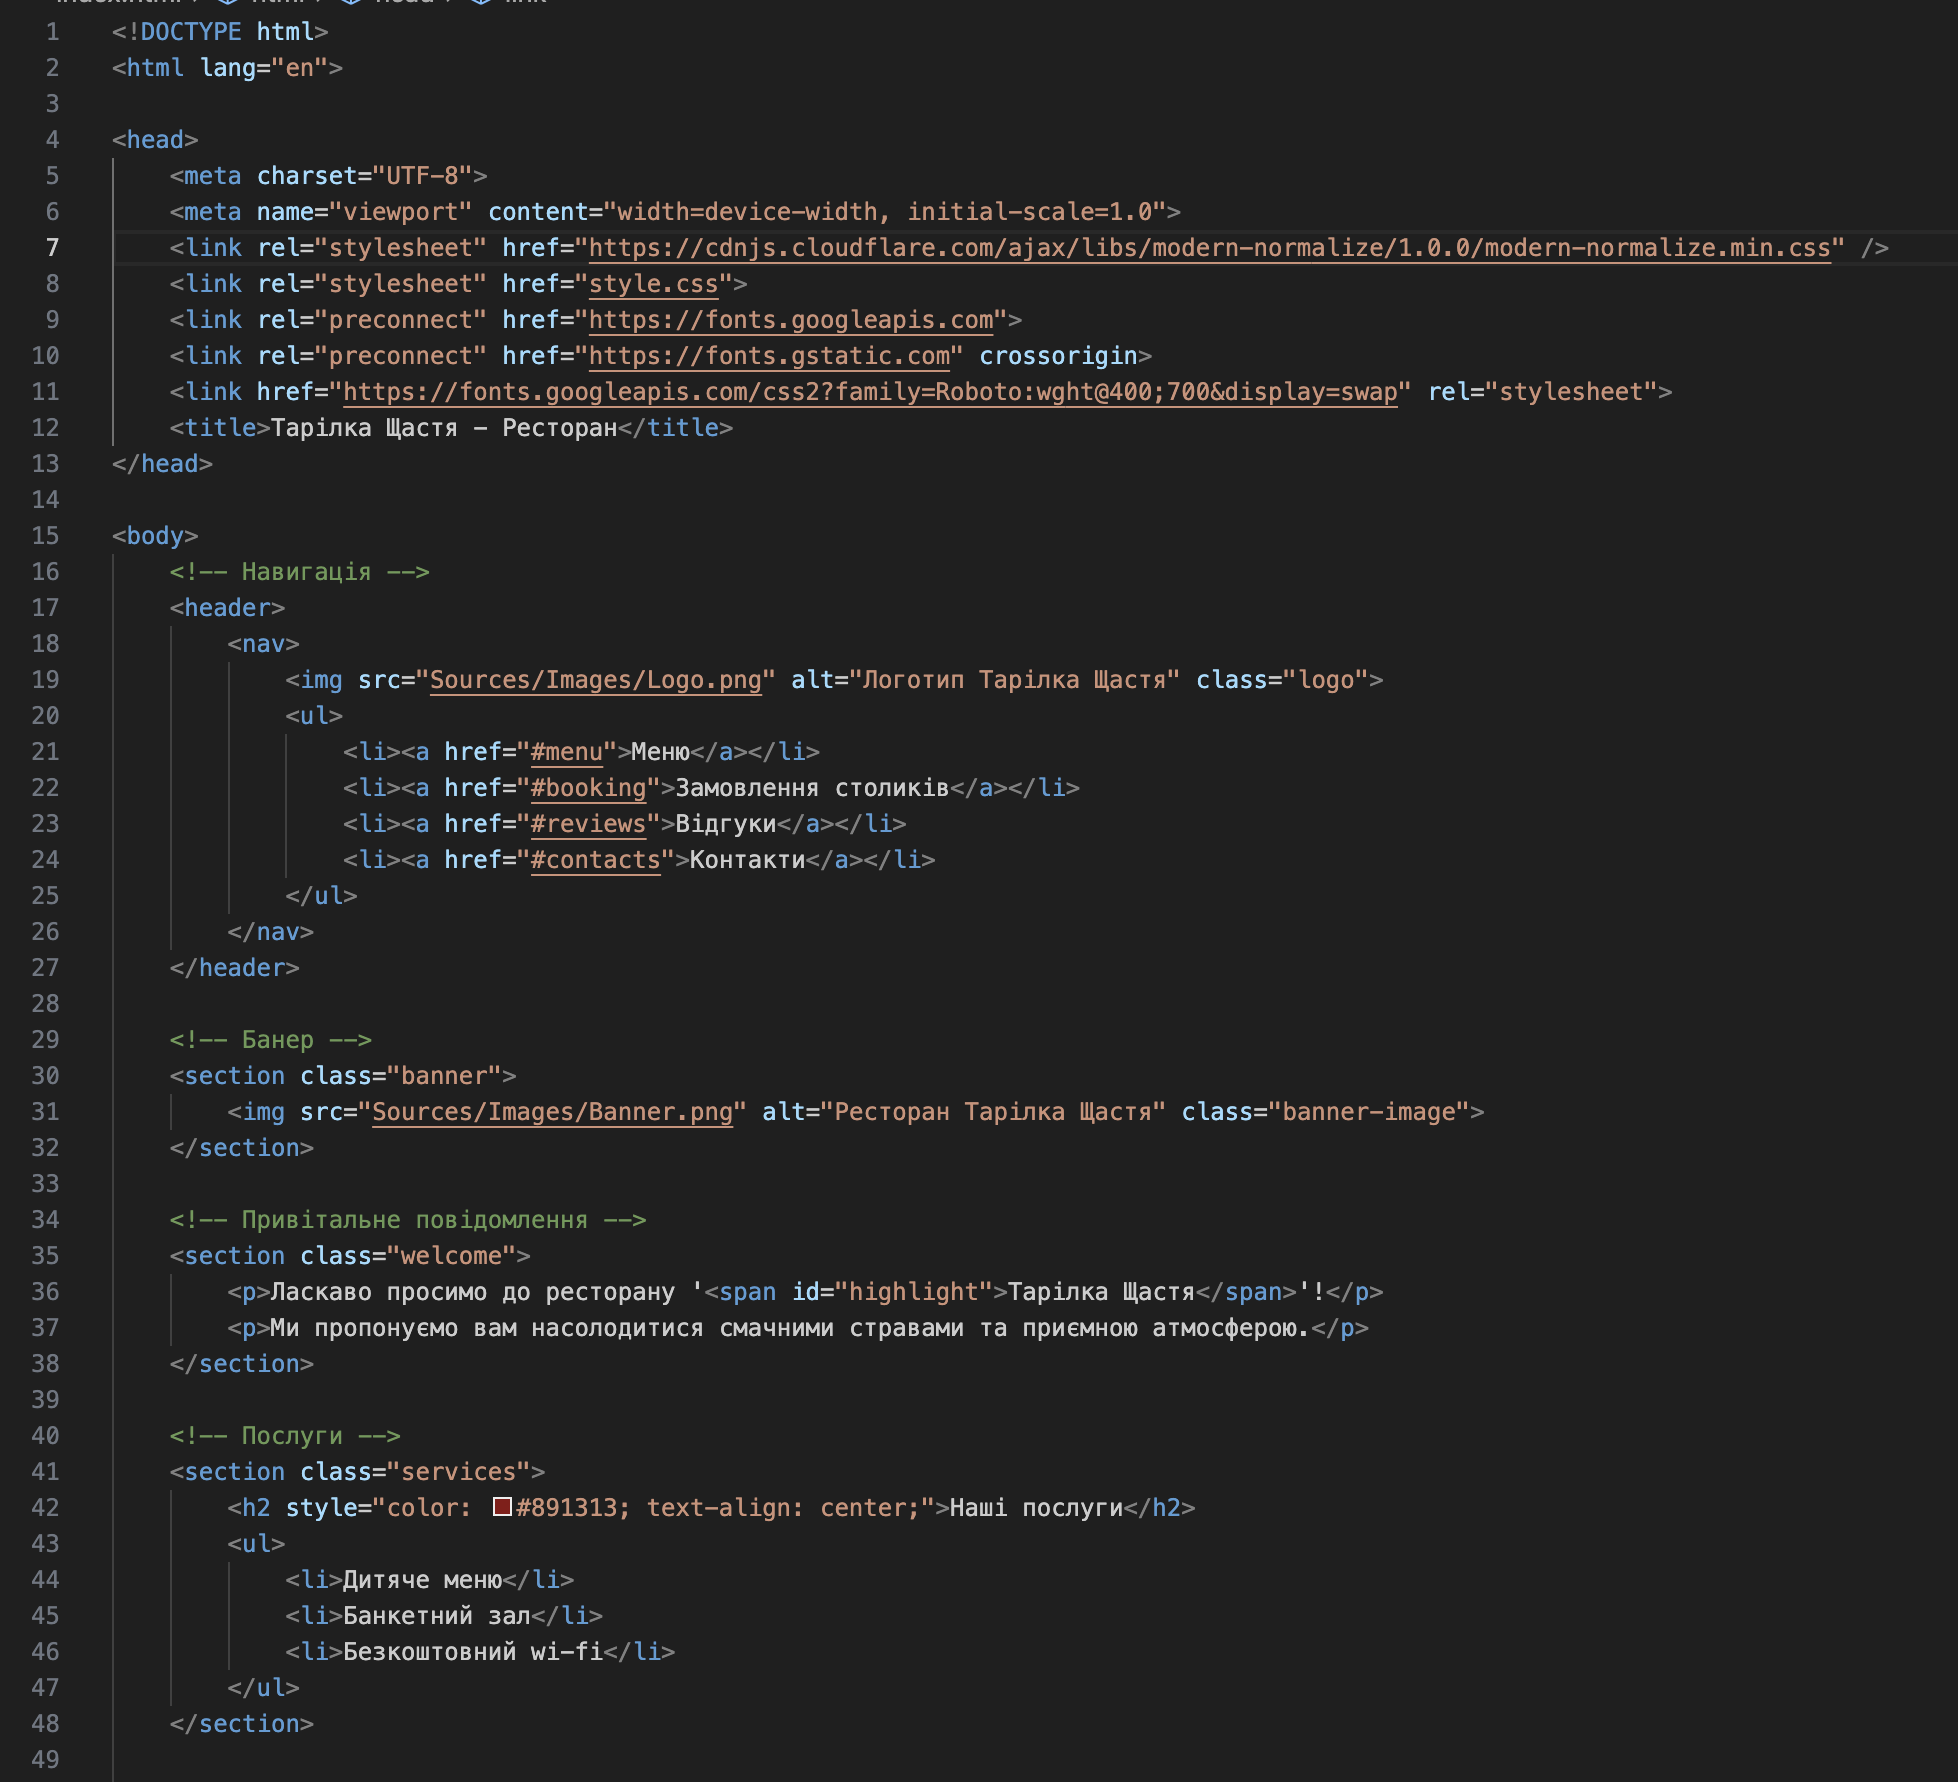 index.html > html > head > link
1 <!DOCTYPE html>
2 <html lang="en">
3
4 <head>
5 <meta charset="UTF-8">
6 <meta name="viewport" content="width=device-width, initial-scale=1.0">
7 <link rel="stylesheet" href="https://cdnjs.cloudflare.com/ajax/libs/modern-normalize/1.0.0/modern-normalize.min.css" />
8 <link rel="stylesheet" href="style.css">
9 <link rel="preconnect" href="https://fonts.googleapis.com">
10 <link rel="preconnect" href="https://fonts.gstatic.com" crossorigin>
11 <link href="https://fonts.googleapis.com/css2?family=Roboto:wght@400;700&display=swap" rel="stylesheet">
12 <title>Тарілка Щастя – Ресторан</title>
13 </head>
14
15 <body>
16 <!-- Навигація -->
17 <header>
18 <nav>
19 <img src="Sources/Images/Logo.png" alt="Логотип Тарілка Щастя" class="logo">
20 <ul>
21 <li><a href="#menu">Меню</a></li>
22 <li><a href="#booking">Замовлення столиків</a></li>
23 <li><a href="#reviews">Відгуки</a></li>
24 <li><a href="#contacts">Контакти</a></li>
25 </ul>
26 </nav>
27 </header>
28
29 <!-- Банер -->
30 <section class="banner">
31 <img src="Sources/Images/Banner.png" alt="Ресторан Тарілка Щастя" class="banner-image">
32 </section>
33
34 <!-- Привітальне повідомлення -->
35 <section class="welcome">
36 <p>Ласкаво просимо до ресторану '<span id="highlight">Тарілка Щастя</span>'!</p>
37 <p>Ми пропонуємо вам насолодитися смачними стравами та приємною атмосферою.</p>
38 </section>
39
40 <!-- Послуги -->
41 <section class="services">
42 <h2 style="color: #891313; text-align: center;">Наші послуги</h2>
43 <ul>
44 <li>Дитяче меню</li>
45 <li>Банкетний зал</li>
46 <li>Безкоштовний wi-fi</li>
47 </ul>
48 </section>
49